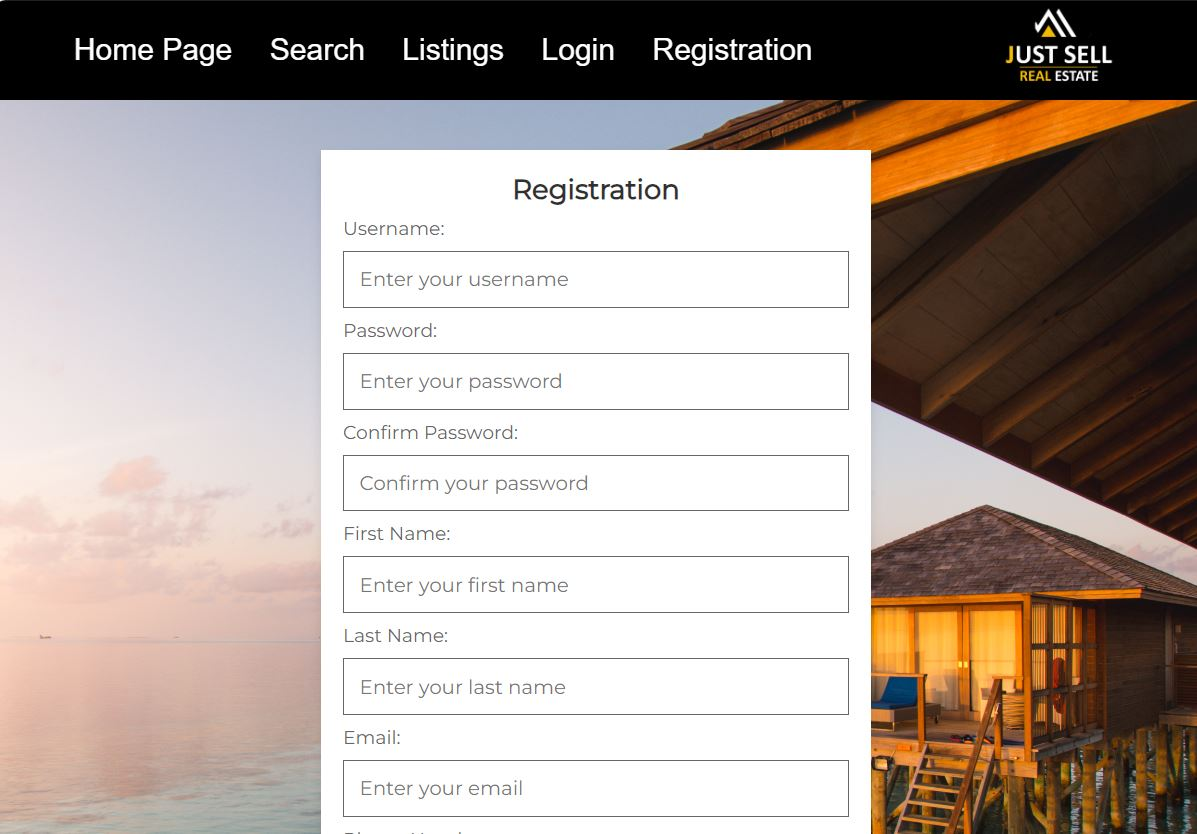 Home Page Search Listings Login Registration
JUST SELL
REAL ESTATE
Registration
Username:
Enter your username
Password:
Enter your password
Confirm Password:
Confirm your password
First Name:
Enter your first name
Last Name:
Enter your last name
Email:
Enter your email